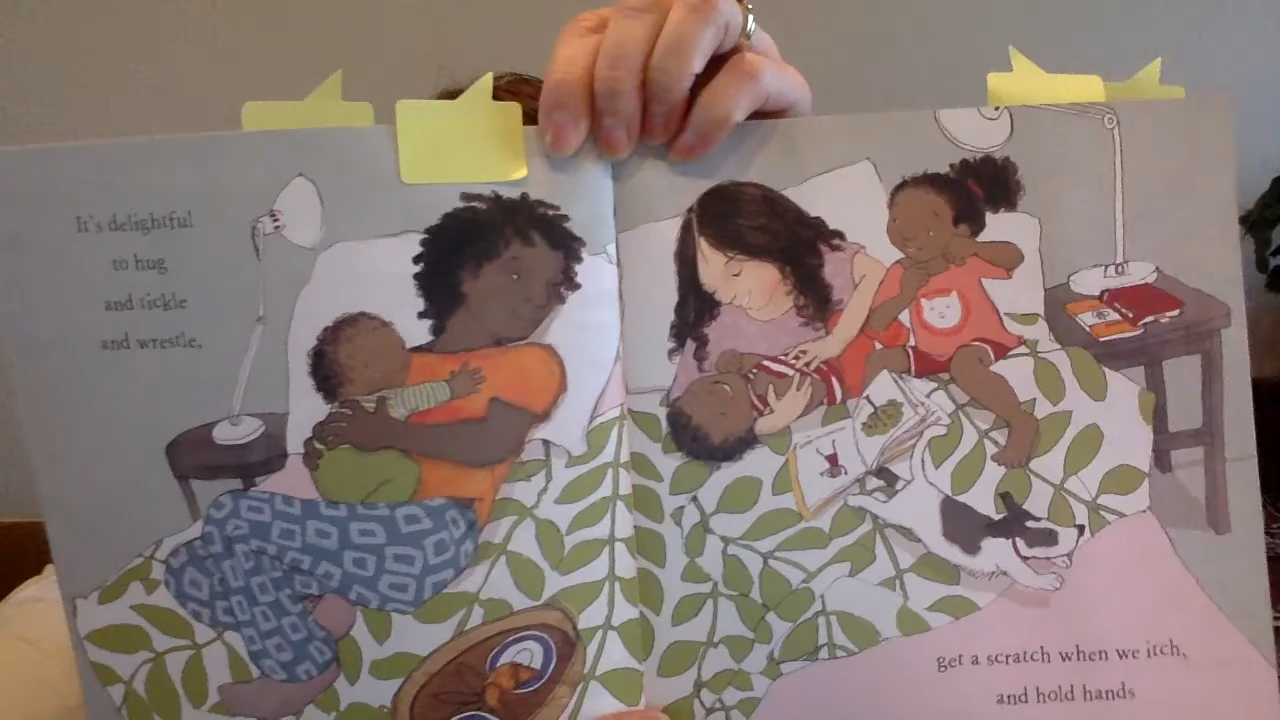 It's delightful
to hug
and tickle
and wrestle,
get a scratch when we itch,
and hold hands